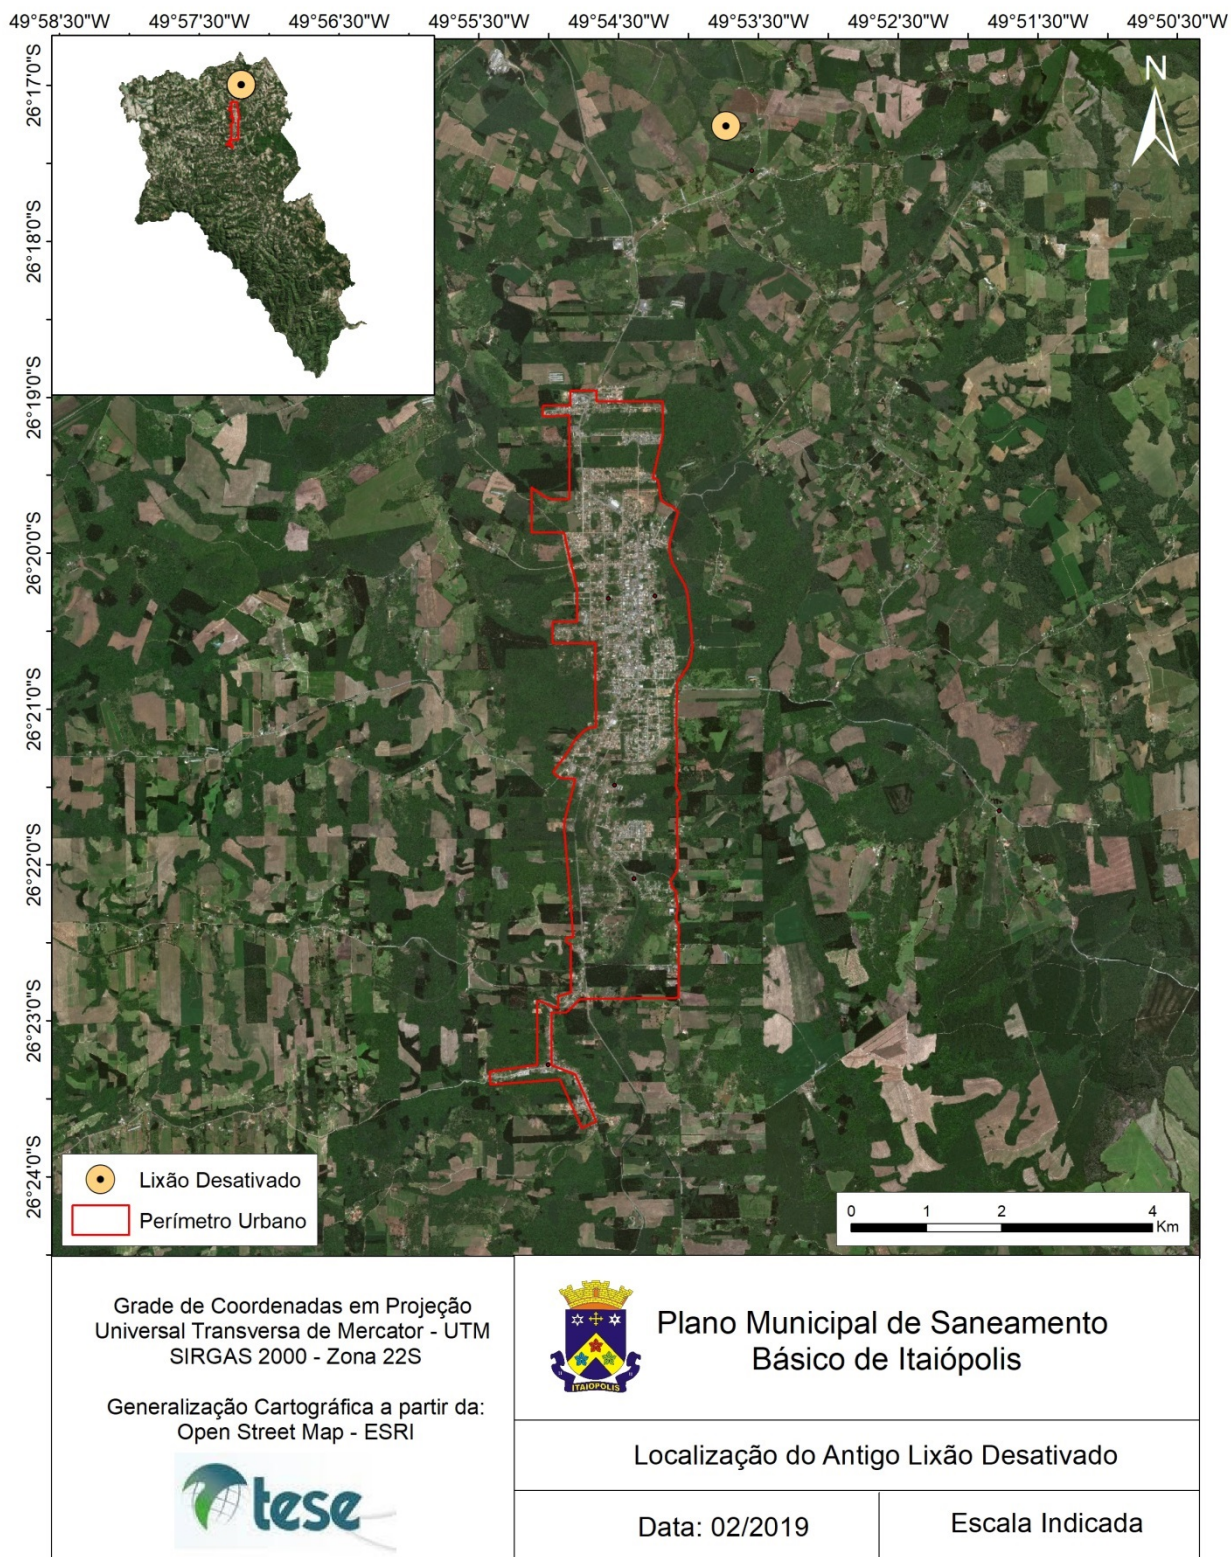 49°58'30"W 49°57'30"W 49°56'30"W 49°55'30"W 49°54'30"W 49°53'30"W 49°52'30"W 49°51'30"W 49°50'30"W
26°17'0"S
26°18'0"S
26°19'0"S
26°20'0"S
26°21'0"S
26°22'0"S
26°23'0"S
26°24'0"S
N
Lixão Desativado
Perímetro Urbano
0 1 2 4
Km
Grade de Coordenadas em Projeção
Universal Transversa de Mercator - UTM
SIRGAS 2000 - Zona 22S
Generalização Cartográfica a partir da:
Open Street Map - ESRI
tese
ITAIÓPOLIS
Plano Municipal de Saneamento
Básico de Itaiópolis
Localização do Antigo Lixão Desativado
Data: 02/2019
Escala Indicada